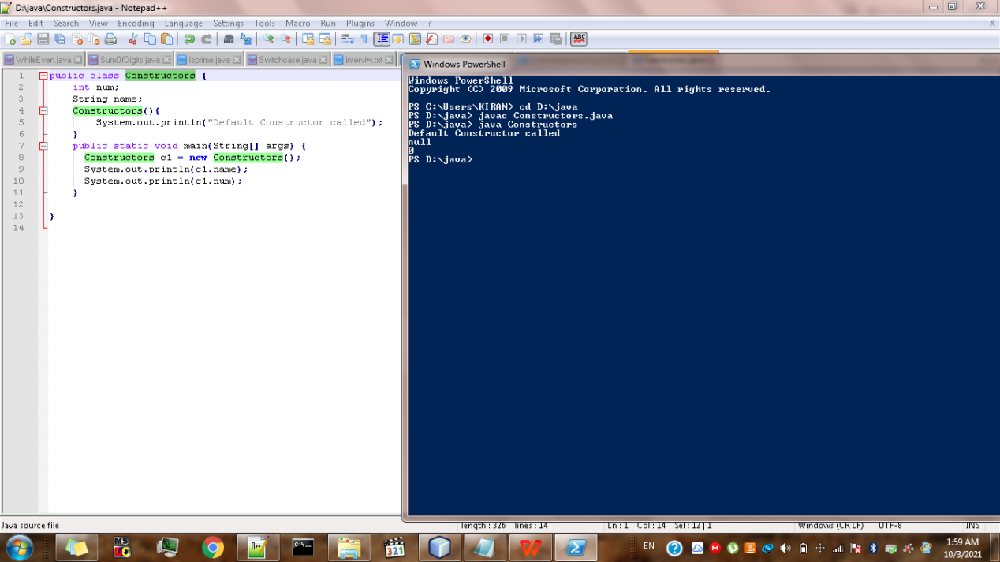 D:\java\Constructors.java - Notepad++
File Edit Search View Encoding Language Settings Tools Macro Run Plugins Window ? X
WhileEven.java SumOfDigits.java Isprime.java Switchcase.java interviw.txt
1 public class Constructors {
2 int num;
3 String name;
4 Constructors(){
5 System.out.println("Default Constructor called");
6 }
7 public static void main(String[] args) {
8 Constructors c1 = new Constructors();
9 System.out.println(c1.name);
10 System.out.println(c1.num);
11 }
12
13 }
14
Windows PowerShell
Windows PowerShell
Copyright (C) 2009 Microsoft Corporation. All rights reserved.
PS C:\Users\KIRAN> cd D:\java
PS D:\java> javac Constructors.java
PS D:\java> java Constructors
Default Constructor called
null
0
PS D:\java>
Java source file length : 326 lines : 14 Ln : 1 Col : 14 Sel : 12 | 1 Windows (CR LF) UTF-8 INS
EN
1:59 AM
10/3/2021